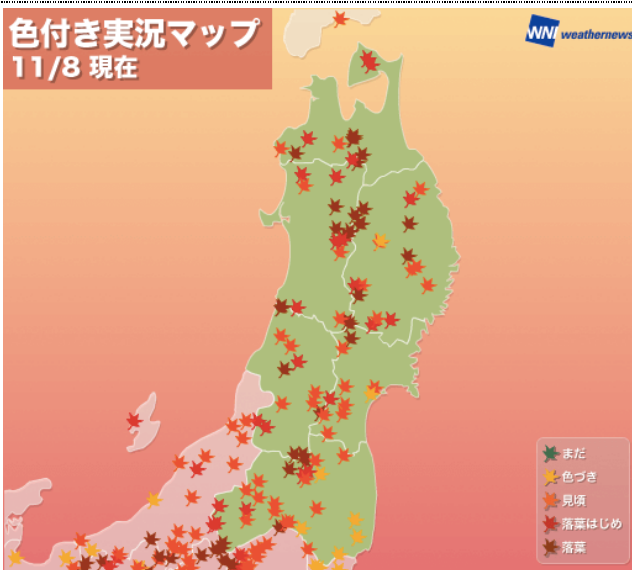 色付き実況マップ
11/8 現在
WNI weathernews
まだ
色づき
見頃
落葉はじめ
落葉